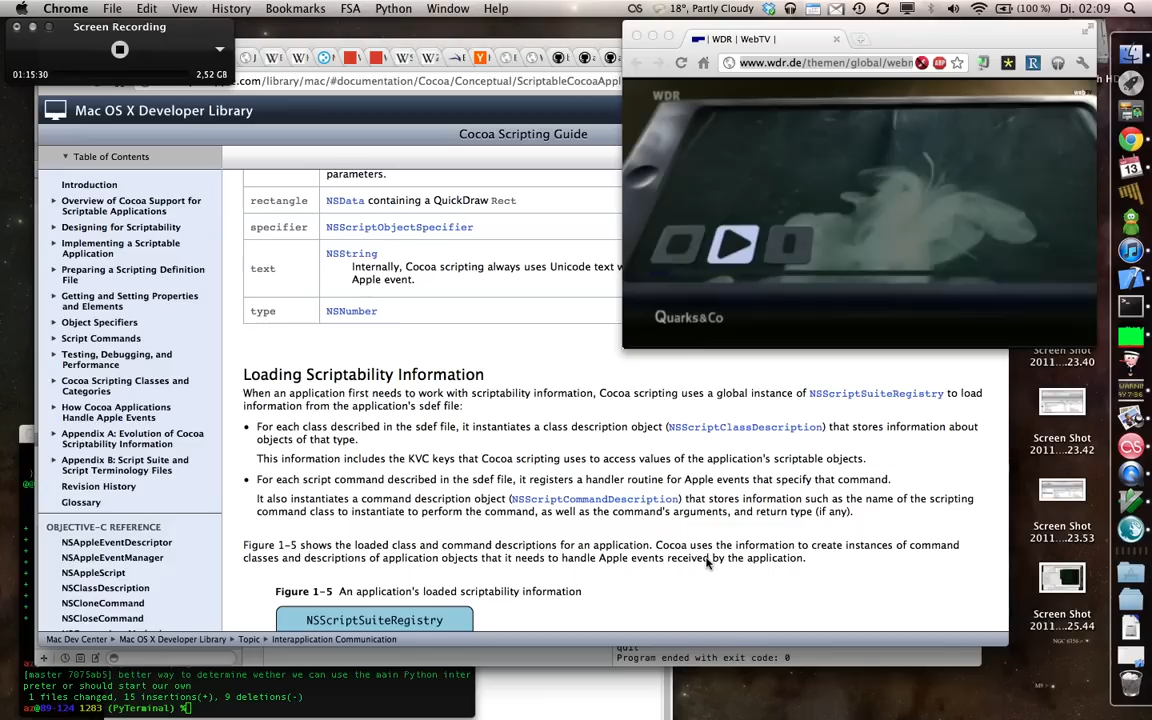 Chrome File Edit View History Bookmarks FSA Python Window Help
18°, Partly Cloudy (100 %) Di. 02:09
Screen Recording
01:15:30 2,52 GB
WDR | WebTV |
www.wdr.de/themen/global/webm
.com/library/mac/#documentation/Cocoa/Conceptual/ScriptableCocoaAppl
Mac OS X Developer Library
Cocoa Scripting Guide
Table of Contents
Introduction
Overview of Cocoa Support for
Scriptable Applications
Designing for Scriptability
Implementing a Scriptable
Application
Preparing a Scripting Definition
File
Getting and Setting Properties
and Elements
Object Specifiers
Script Commands
Testing, Debugging, and
Performance
Cocoa Scripting Classes and
Categories
How Cocoa Applications
Handle Apple Events
Appendix A: Evolution of Cocoa
Scriptability Information
Appendix B: Script Suite and
Script Terminology Files
Revision History
Glossary
OBJECTIVE-C REFERENCE
NSAppleEventDescriptor
NSAppleEventManager
NSAppleScript
NSClassDescription
NSCloneCommand
NSCloseCommand
parameters.
rectangle NSData containing a QuickDraw Rect
specifier NSScriptObjectSpecifier
text NSString
Internally, Cocoa scripting always uses Unicode text w
Apple event.
type NSNumber
WDR
Quarks&Co
Loading Scriptability Information
When an application first needs to work with scriptability information, Cocoa scripting uses a global instance of NSScriptSuiteRegistry to load
information from the application's sdef file:
• For each class described in the sdef file, it instantiates a class description object (NSScriptClassDescription) that stores information about
objects of that type.
This information includes the KVC keys that Cocoa scripting uses to access values of the application's scriptable objects.
• For each script command described in the sdef file, it registers a handler routine for Apple events that specify that command.
It also instantiates a command description object (NSScriptCommandDescription) that stores information such as the name of the scripting
command class to instantiate to perform the command, as well as the command's arguments, and return type (if any).
Figure 1-5 shows the loaded class and command descriptions for an application. Cocoa uses the information to create instances of command
classes and descriptions of application objects that it needs to handle Apple events received by the application.
Figure 1-5 An application's loaded scriptability information
NSScriptSuiteRegistry
Mac Dev Center Mac OS X Developer Library Topic Interapplication Communication
quit
Program ended with exit code: 0
[master 7075ab5] better way to determine wether we can use the main Python inter
preter or should start our own
1 files changed, 15 insertions(+), 9 deletions(-)
az@89-124 1283 (PyTerminal) %
Screen Shot
2011....23.40
Screen Shot
2011....23.42
Screen Shot
2011....23.53
Screen Shot
2011....25.44